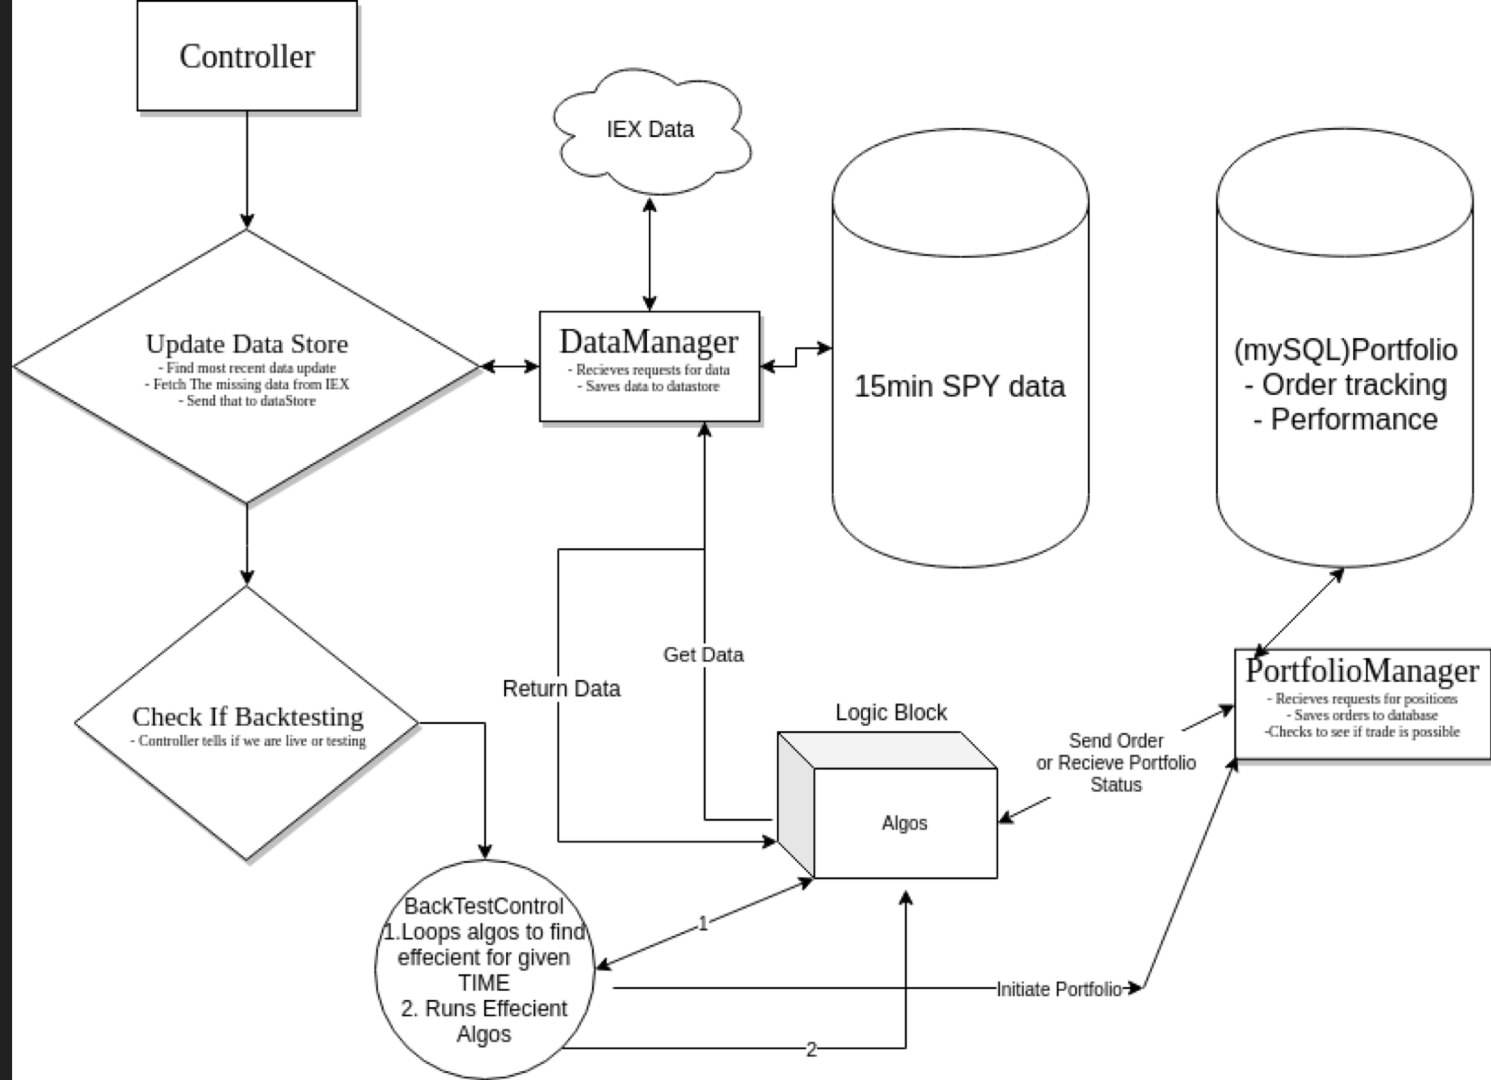 Controller
IEX Data
Update Data Store
- Find most recent data update
- Fetch The missing data from IEX
- Send that to dataStore
DataManager
- Recieves requests for data
- Saves data to datastore
15min SPY data
(mySQL)Portfolio
- Order tracking
- Performance
Check If Backtesting
- Controller tells if we are live or testing
Get Data
Return Data
Logic Block
Algos
Send Order
or Recieve Portfolio
Status
PortfolioManager
- Recieves requests for positions
- Saves orders to database
-Checks to see if trade is possible
BackTestControl
1.Loops algos to find
effecient for given
TIME
2. Runs Effecient
Algos
1
Initiate Portfolio
2